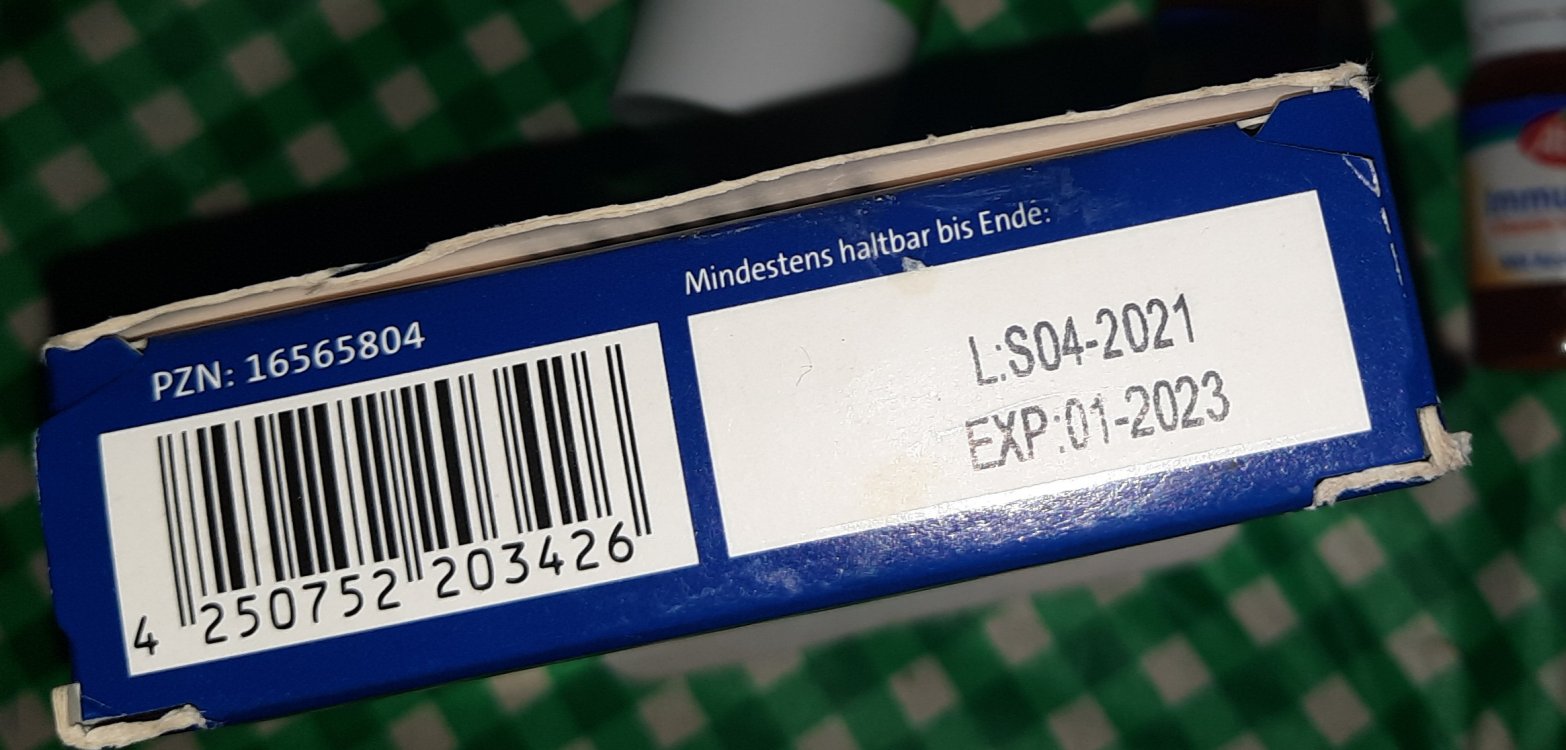 Mindestens haltbar bis Ende:
PZN: 16565804
L:S04-2021
EXP:01-2023
4 250752 203426